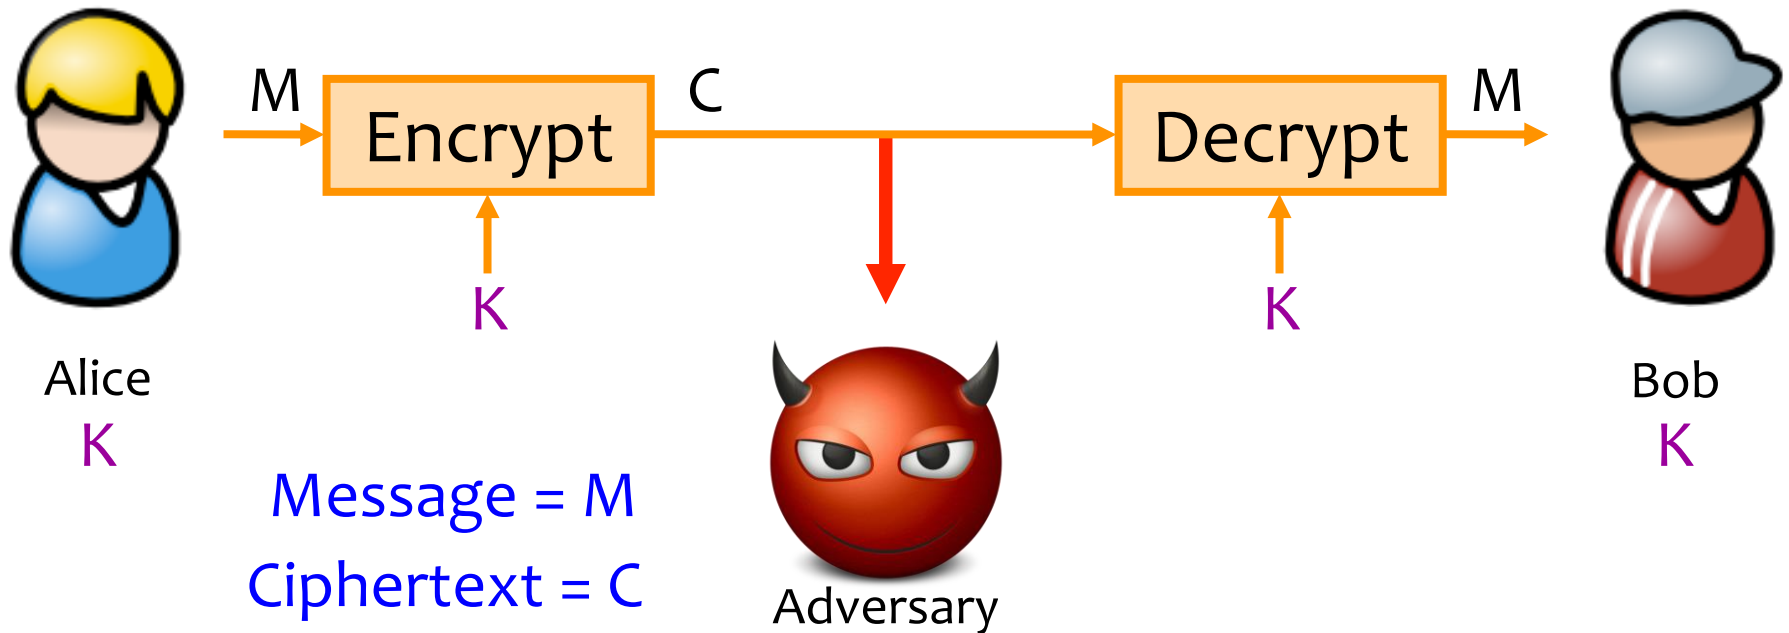 M
Encrypt
C
Decrypt
M
K
K
Alice
K
Bob
K
Message = M
Ciphertext = C
Adversary